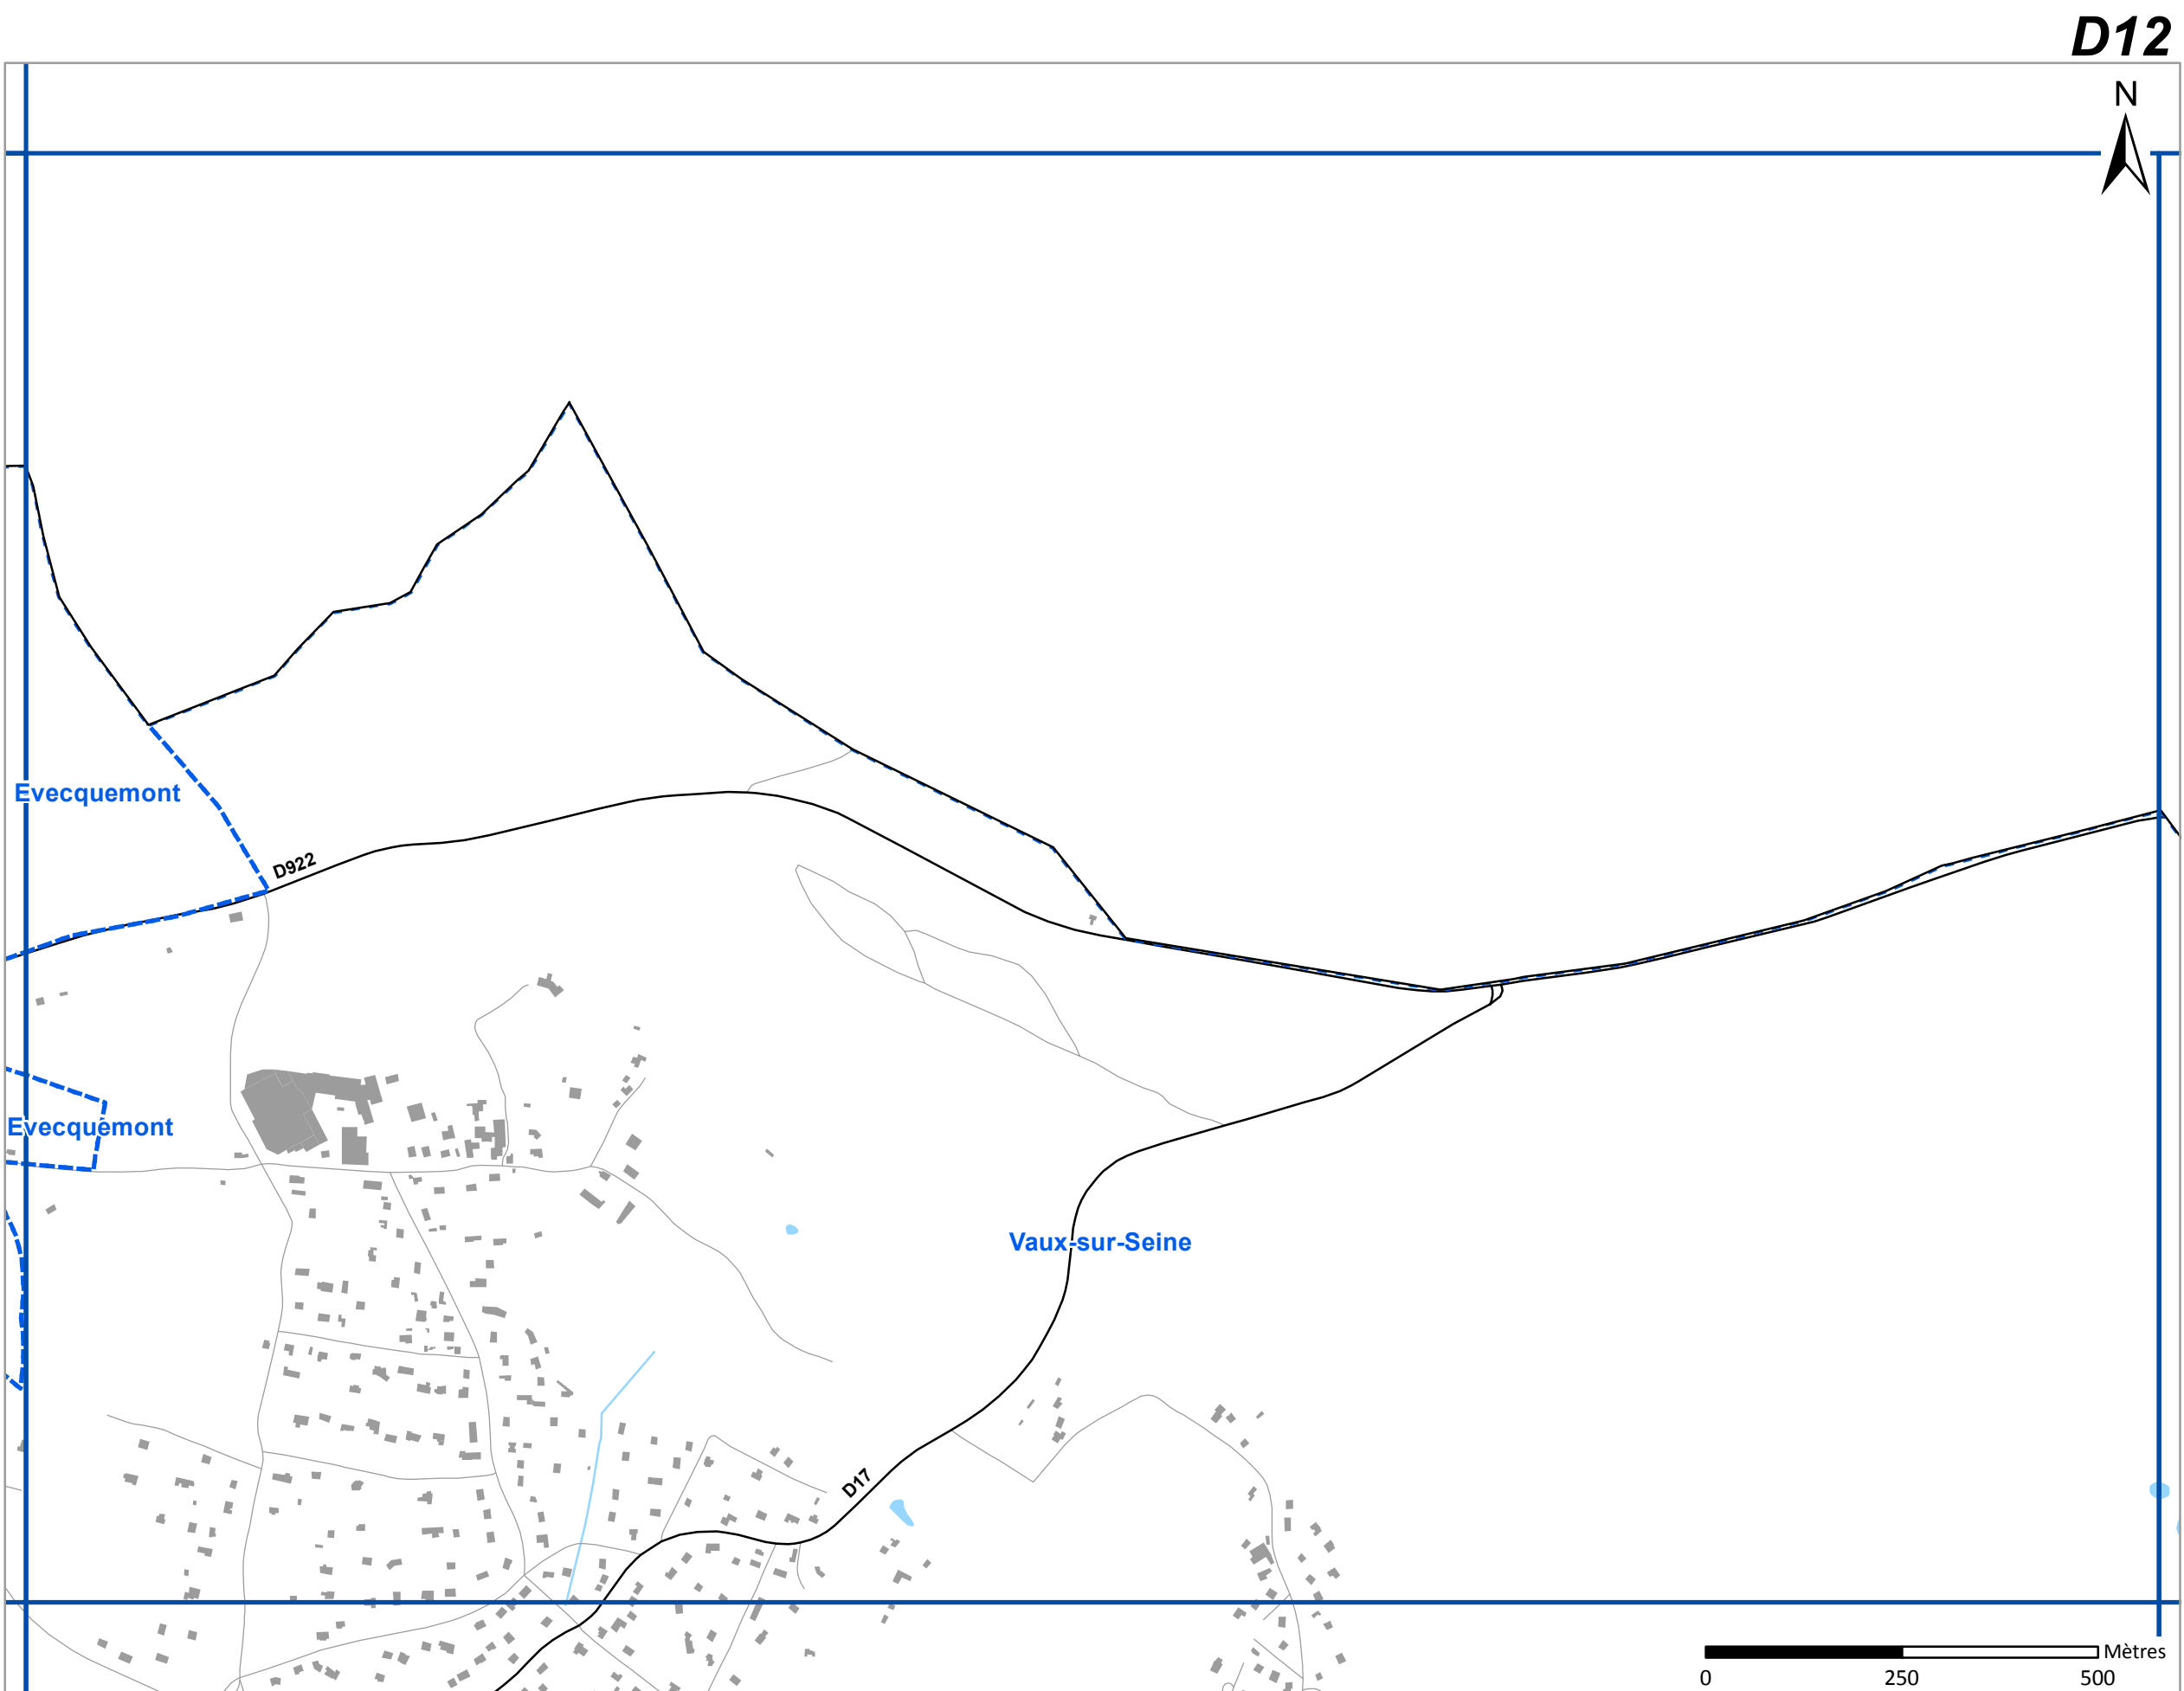 D12
N
Evecquemont
D922
Evecquemont
Vaux-sur-Seine
D17
Mètres
0 250 500